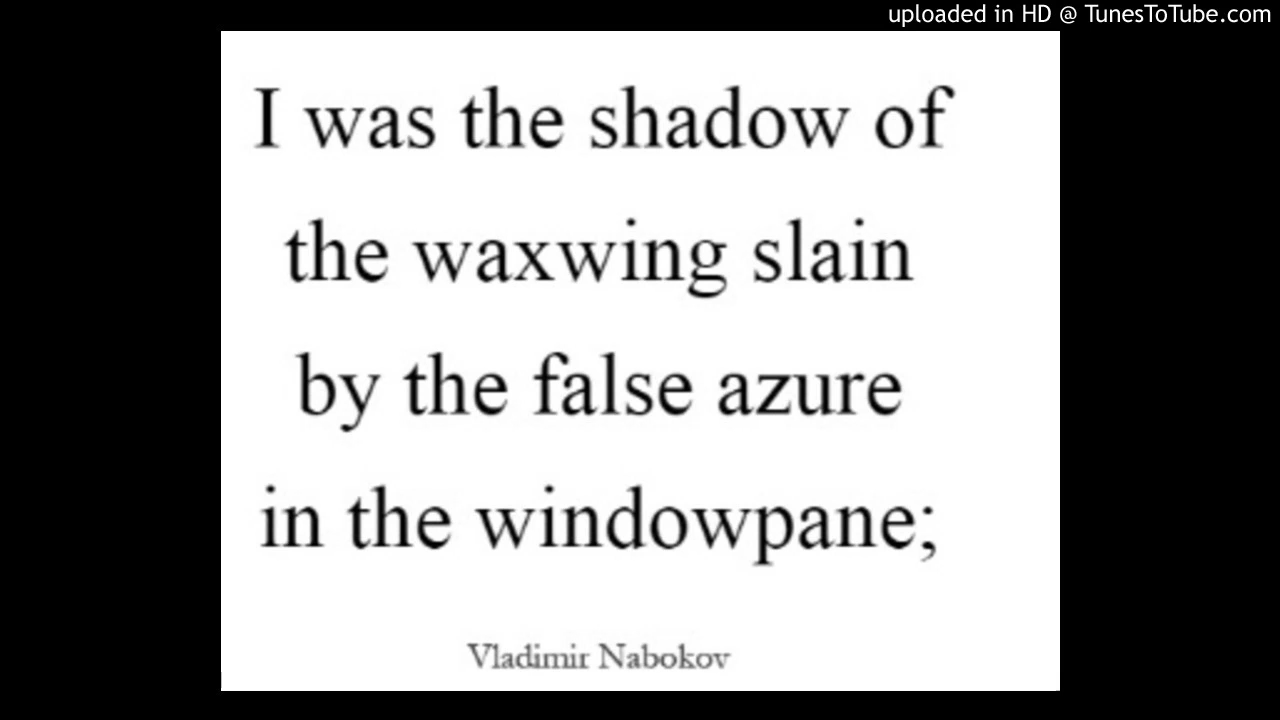 uploaded in HD @ TunesToTube.com
I was the shadow of
the waxwing slain
by the false azure
in the windowpane;
Vladimir Nabokov